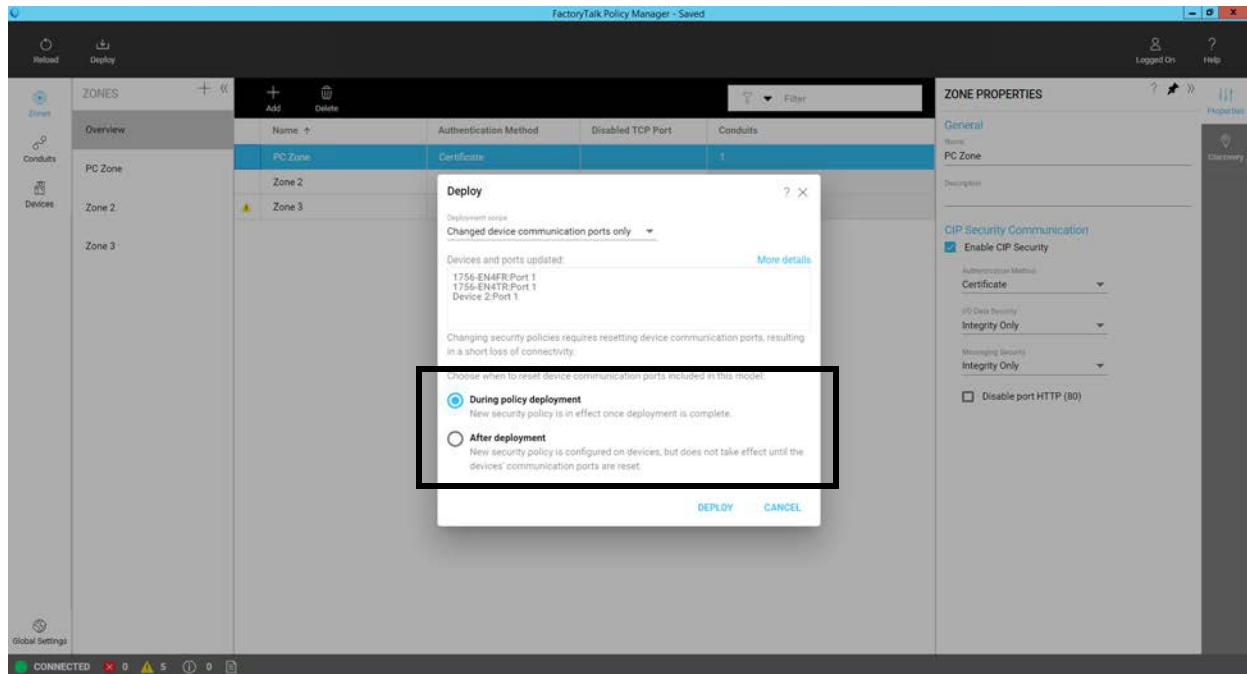 FactoryTalk Policy Manager - Saved
Reload
Deploy
Logged On
Help
Zones
Conduits
Devices
Global Settings
ZONES
Overview
PC Zone
Zone 2
Zone 3
Add
Delete
Filter
Name
Authentication Method
Disabled TCP Port
Conduits
PC Zone
Certificate
1
Zone 2
Zone 3
Deploy
?
Deployment scope
Changed device communication ports only
Devices and ports updated:
More details
1756-EN4FR:Port 1
1756-EN4TR:Port 1
Device 2:Port 1
Changing security policies requires resetting device communication ports, resulting
in a short loss of connectivity.
Choose when to reset device communication ports included in this model:
During policy deployment
New security policy is in effect once deployment is complete.
After deployment
New security policy is configured on devices, but does not take effect until the
devices' communication ports are reset.
DEPLOY
CANCEL
ZONE PROPERTIES
?
General
Name
PC Zone
Description
CIP Security Communication
Enable CIP Security
Authentication Method
Certificate
I/O Data Security
Integrity Only
Messaging Security
Integrity Only
Disable port HTTP (80)
Properties
Discovery
CONNECTED
0
5
0